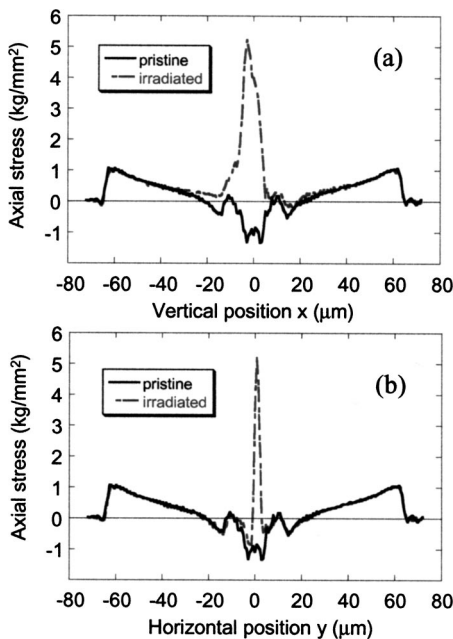 6
(a)
5
pristine
4
irradiated
3
2
1
0
-1
Axial stress (kg/mm²)
-80 -60 -40 -20 0 20 40 60 80
Vertical position x (μm)
6
(b)
5
pristine
4
irradiated
3
2
1
0
-1
Axial stress (kg/mm²)
-80 -60 -40 -20 0 20 40 60 80
Horizontal position y (μm)